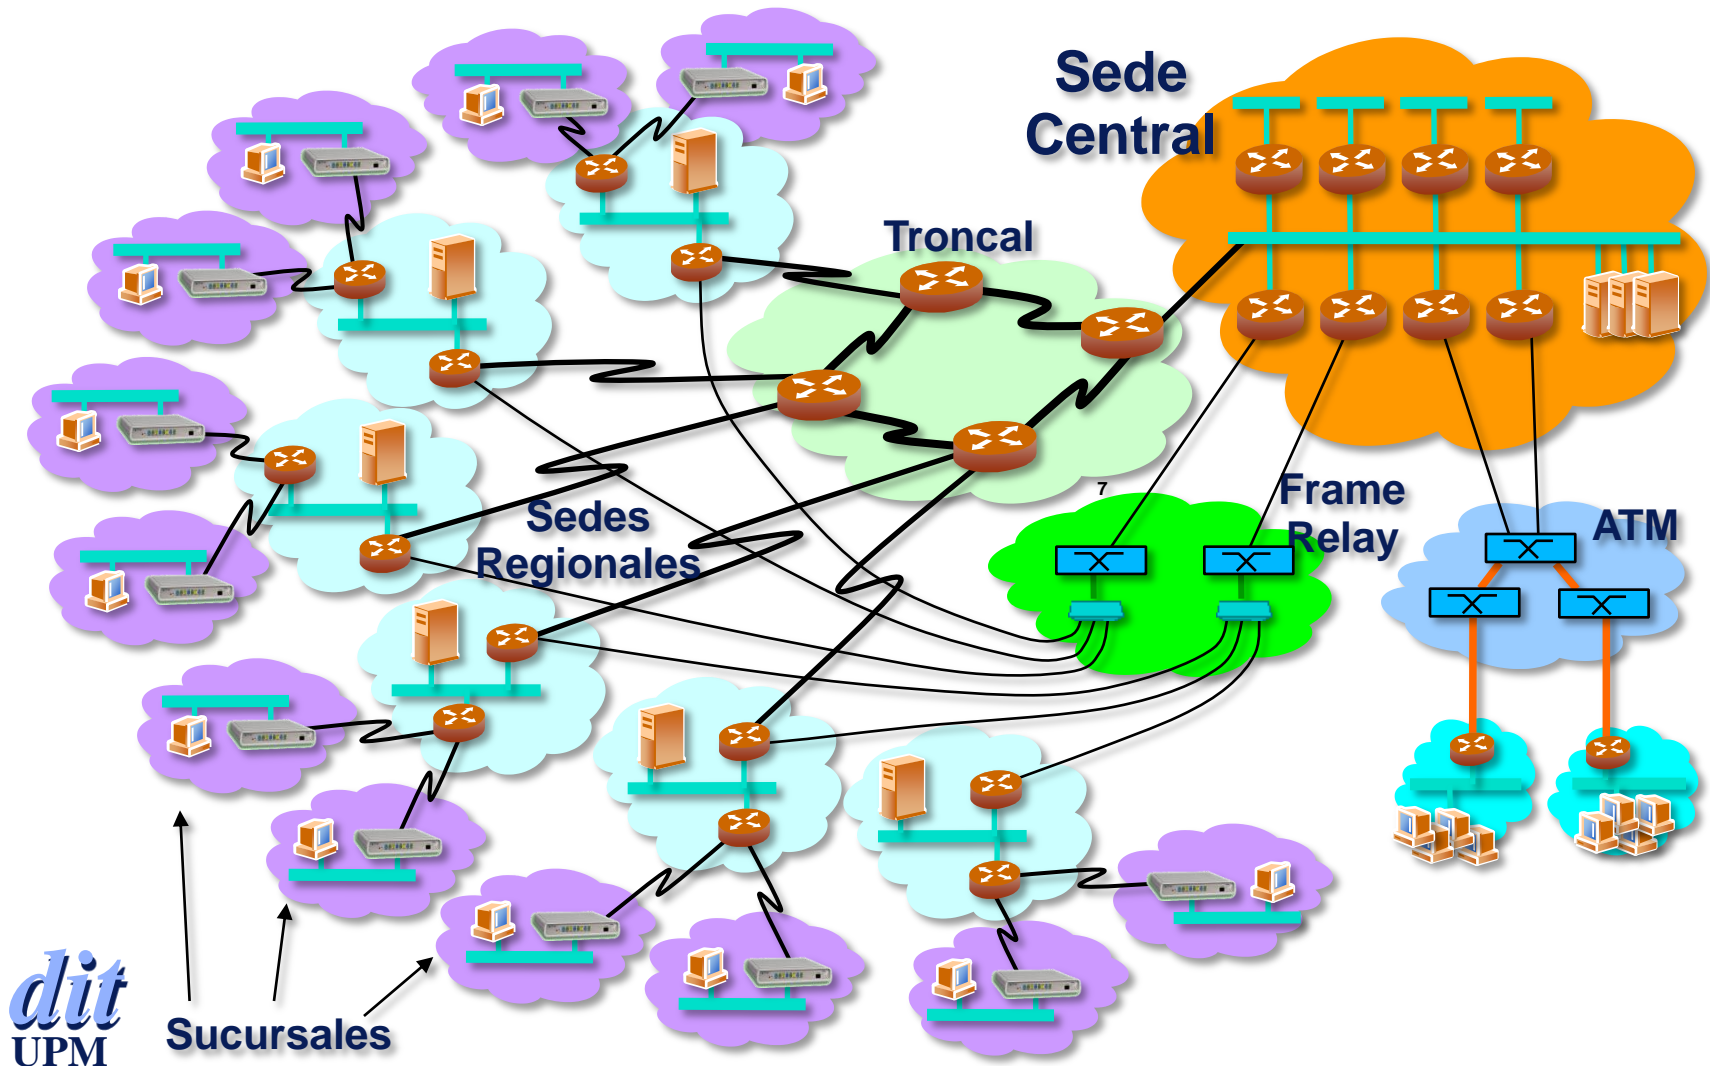 Sede
Central
Troncal
7
Frame
Relay
ATM
Sedes
Regionales
Sucursales
dit
UPM